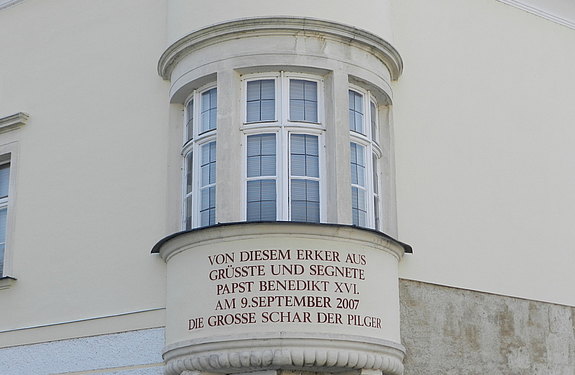 VON DIESEM ERKER AUS
GRÜSSTE UND SEGNETE
PAPST BENEDIKT XVI.
AM 9.SEPTEMBER 2007
DIE GROSSE SCHAR DER PILGER